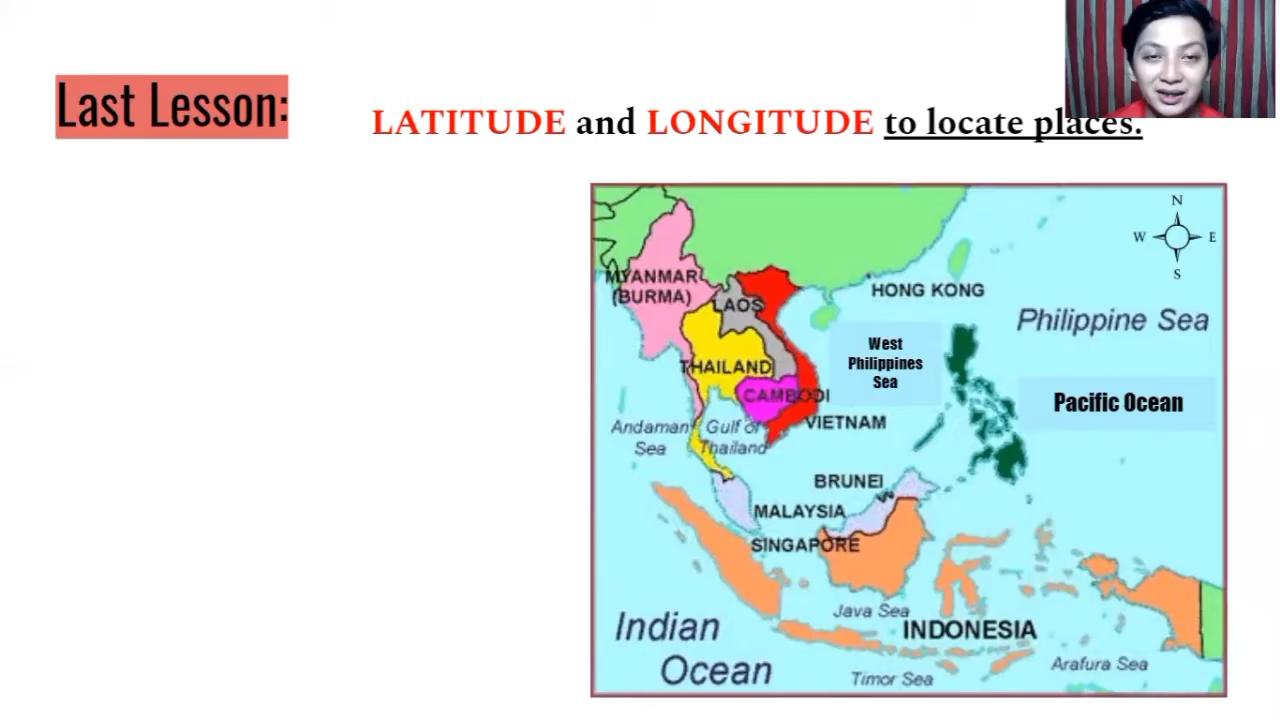 Last Lesson:
LATITUDE and LONGITUDE to locate places.
N
W E
S
MYANMAR
(BURMA)
LAOS
HONG KONG
Philippine Sea
West
Philippines
Sea
THAILAND
CAMBODI
Pacific Ocean
VIETNAM
Andaman
Sea
Gulf of
Thailand
BRUNEI
MALAYSIA
SINGAPORE
Java Sea
INDONESIA
Indian
Ocean
Arafura Sea
Timor Sea